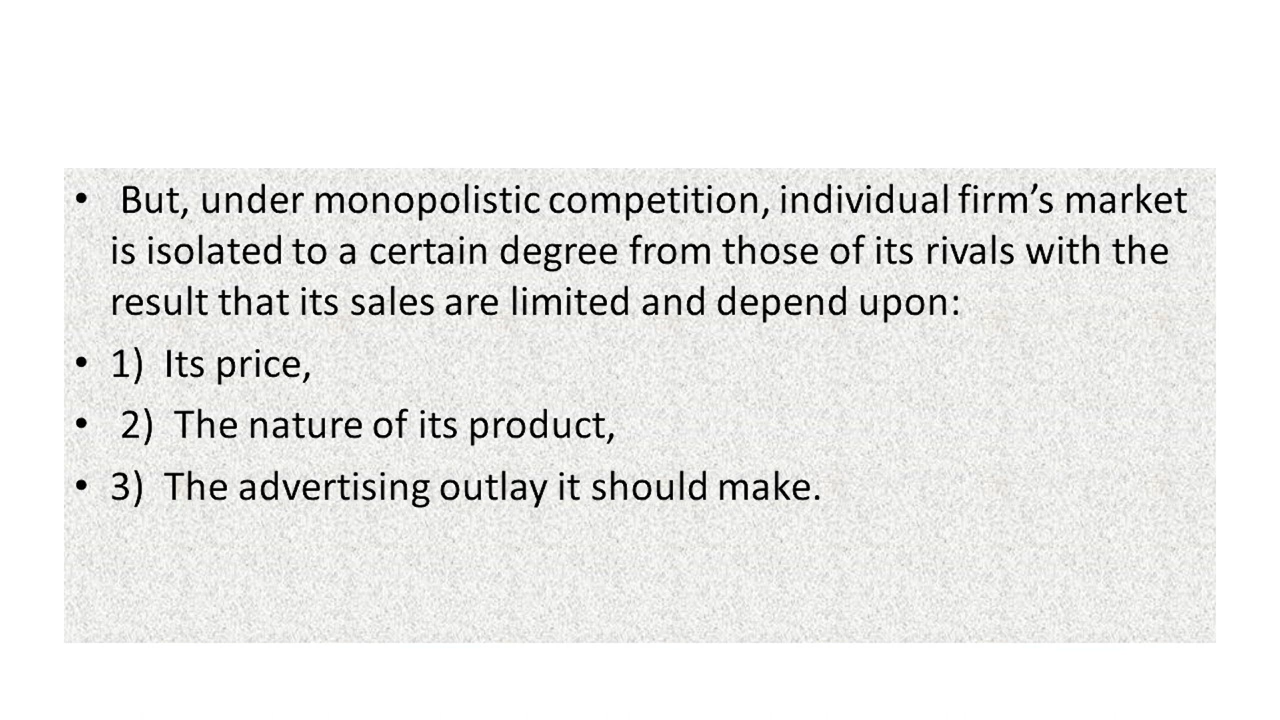 • But, under monopolistic competition, individual firm’s market
is isolated to a certain degree from those of its rivals with the
result that its sales are limited and depend upon:
• 1) Its price,
• 2) The nature of its product,
• 3) The advertising outlay it should make.